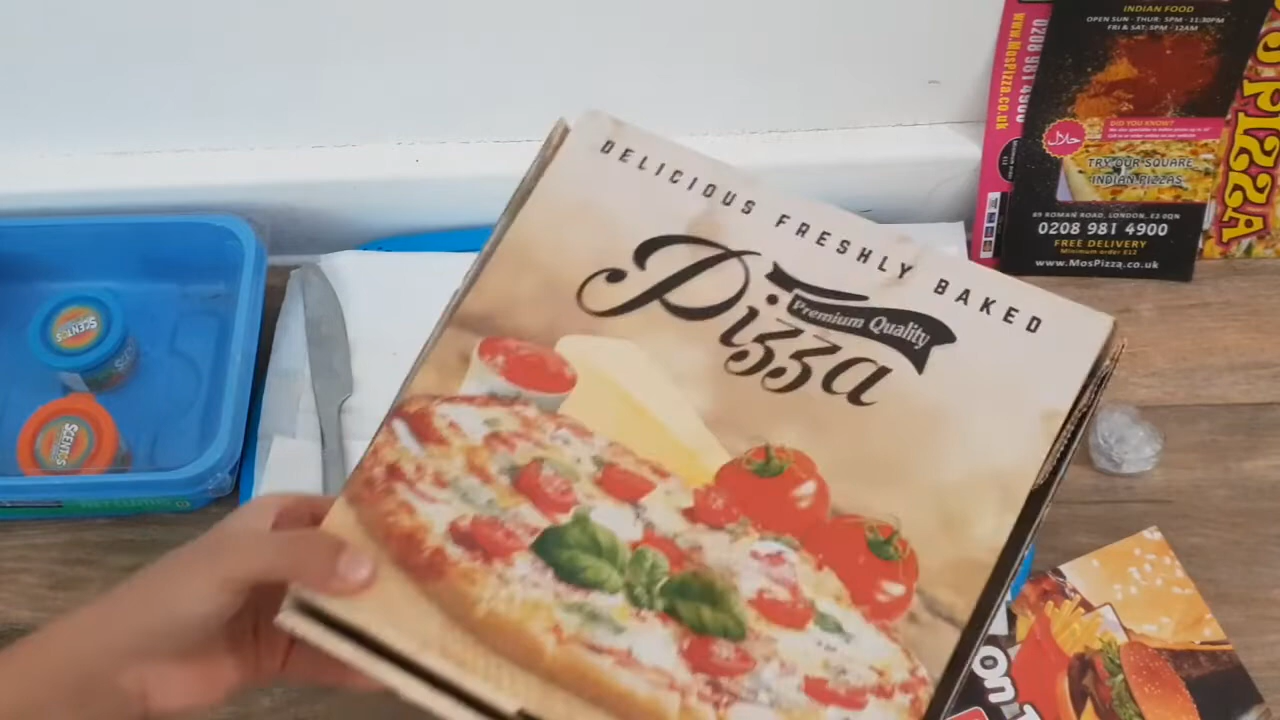 INDIAN FOOD
OPEN SUN - THUR: 5PM - 11:30PM
FRI & SAT: 5PM - 12AM
www.MosPizza.co.uk
0208 981 4900
DID YOU KNOW?
حلال
TRY OUR SQUARE
INDIAN PIZZAS
89 ROMAN ROAD, LONDON, E2 0QN
0208 981 4900
FREE DELIVERY
Minimum order £12
www.MosPizza.co.uk
PIZZA
DELICIOUS FRESHLY BAKED
Pizza
Premium Quality
SCENTOS
SCENTOS
on